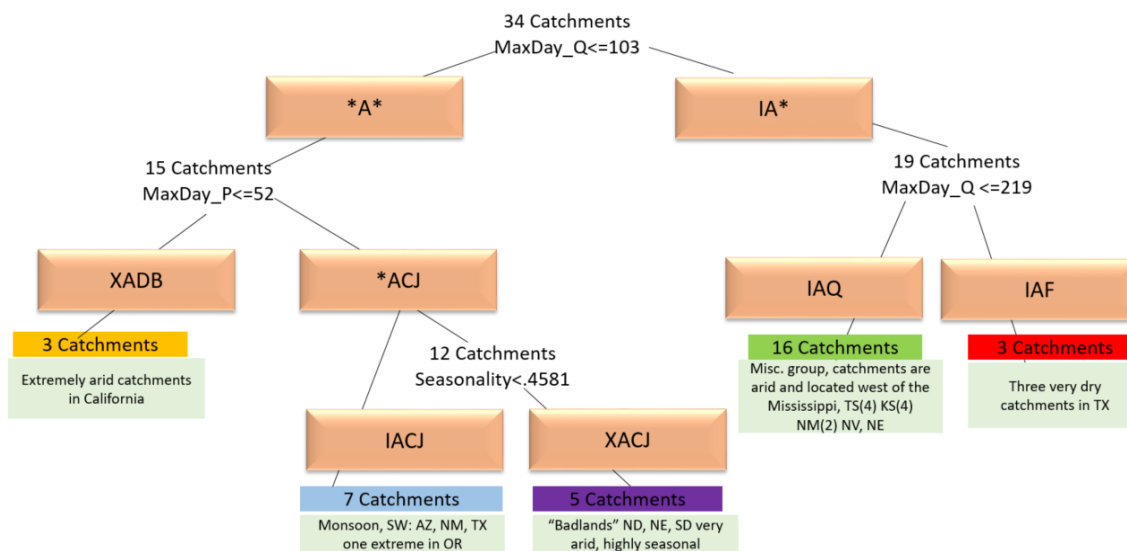 34 Catchments
MaxDay_Q<=103
*A*
IA*
15 Catchments
MaxDay_P<=52
19 Catchments
MaxDay_Q <=219
XADB
*ACJ
IAQ
IAF
3 Catchments
Extremely arid catchments
in California
12 Catchments
Seasonality<.4581
16 Catchments
Misc. group, catchments are
arid and located west of the
Mississippi, TS(4) KS(4)
NM(2) NV, NE
3 Catchments
Three very dry
catchments in TX
IACJ
XACJ
7 Catchments
Monsoon, SW: AZ, NM, TX
one extreme in OR
5 Catchments
“Badlands” ND, NE, SD very
arid, highly seasonal